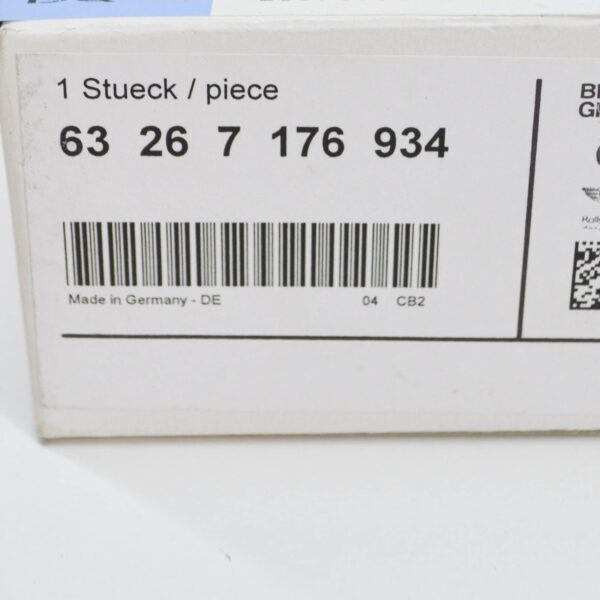 1 Stueck / piece
63 26 7 176 934
Made in Germany - DE 04 CB2